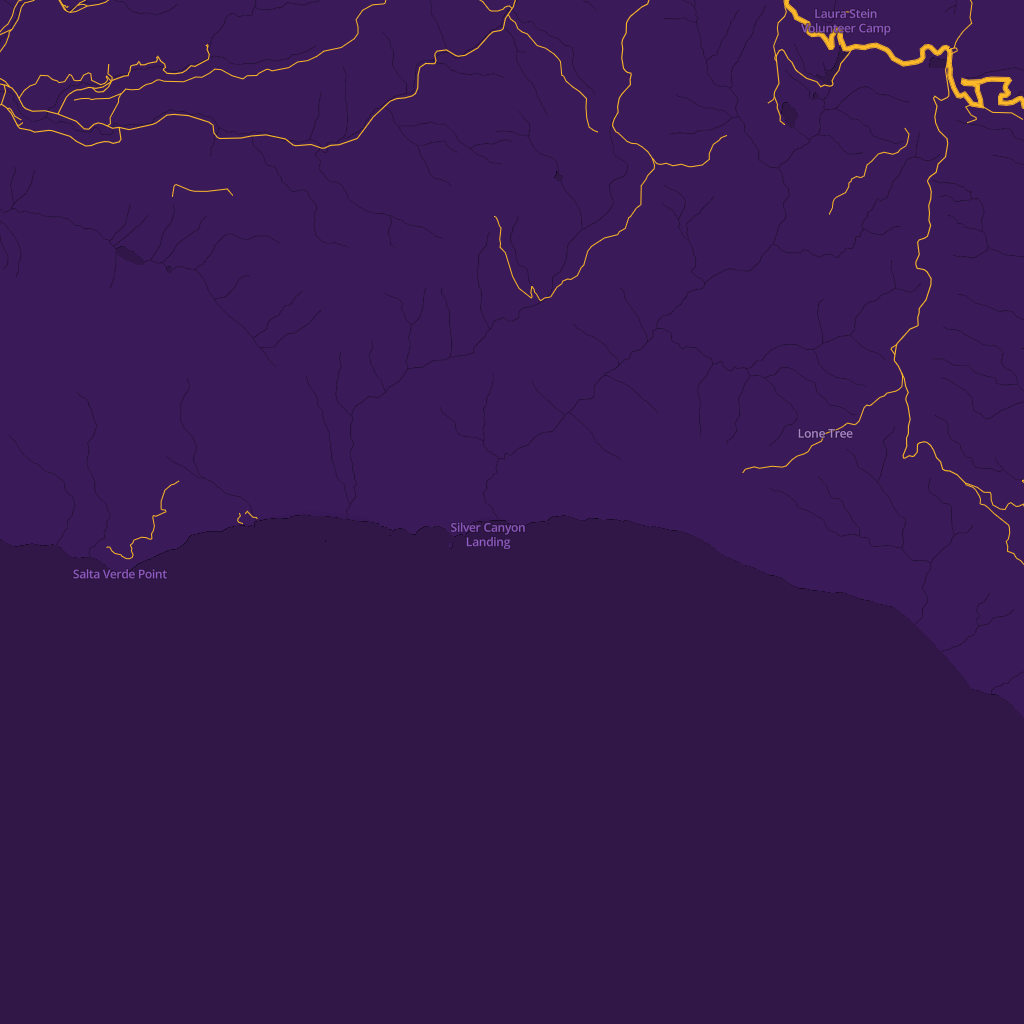 Laura Stein
Volunteer Camp
Lone Tree
Silver Canyon
Landing
Salta Verde Point